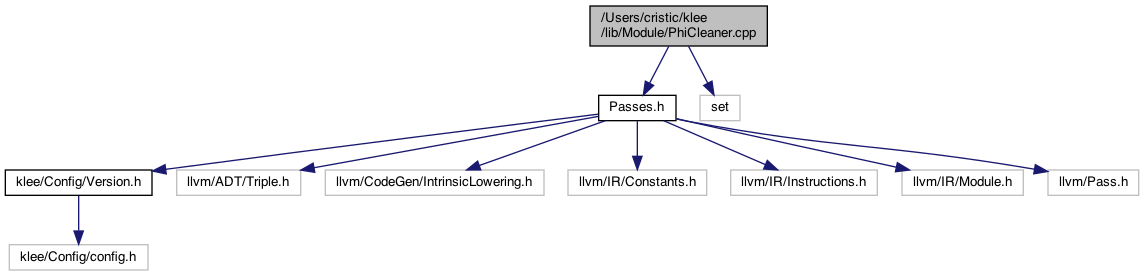 /Users/cristic/klee
/lib/Module/PhiCleaner.cpp
Passes.h
set
klee/Config/Version.h
llvm/ADT/Triple.h
llvm/CodeGen/IntrinsicLowering.h
llvm/IR/Constants.h
llvm/IR/Instructions.h
llvm/IR/Module.h
llvm/Pass.h
klee/Config/config.h